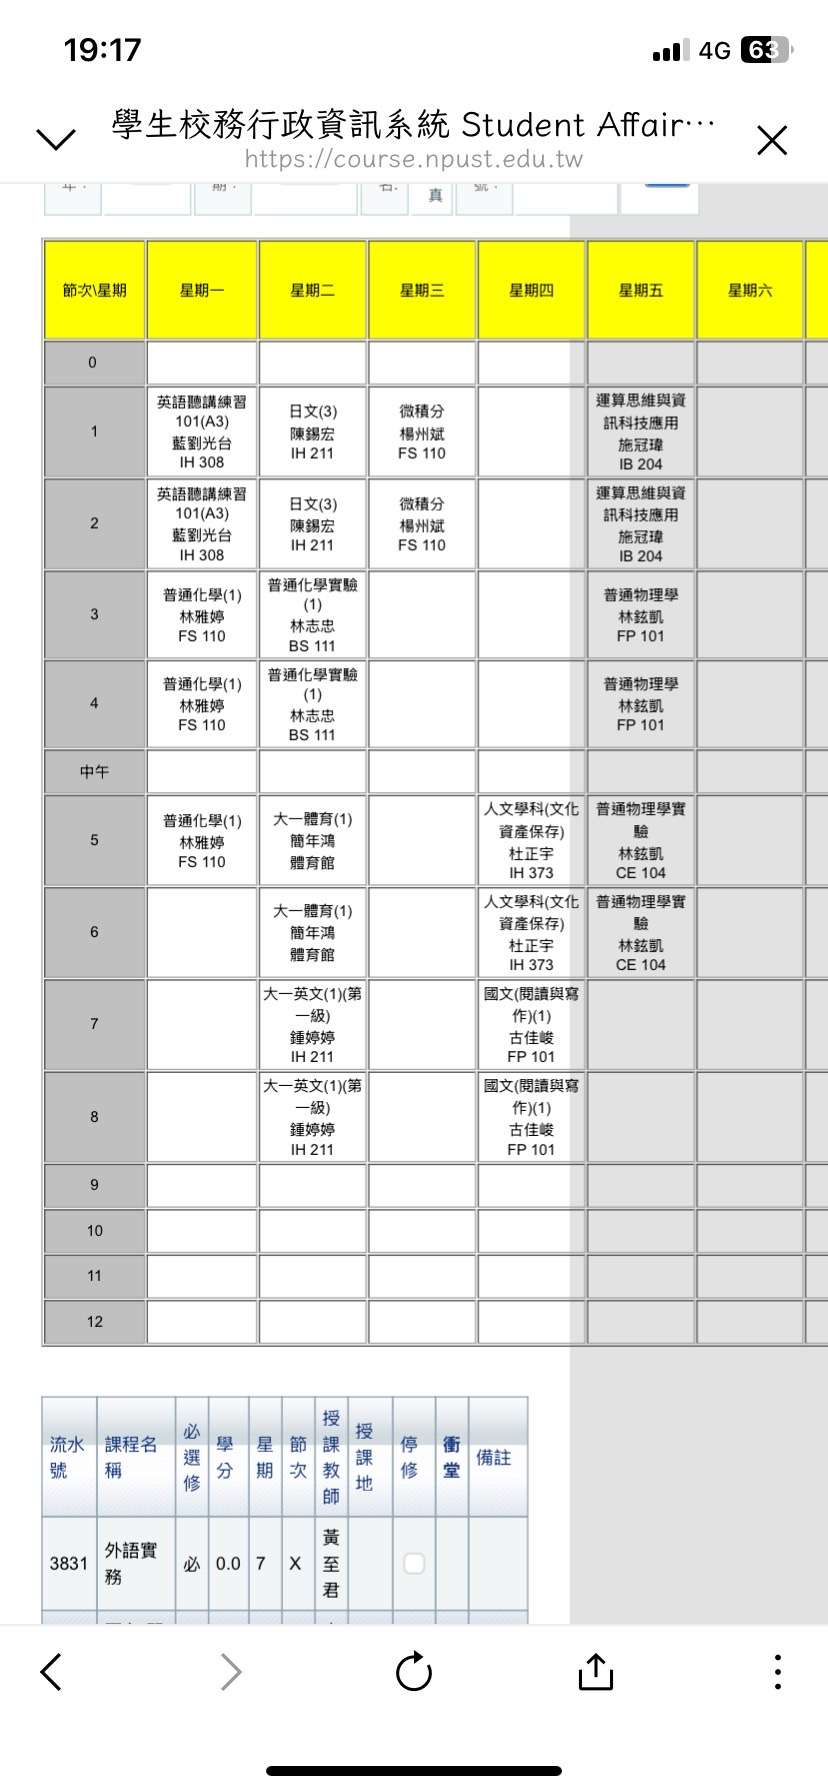 19:17
4G 63
學生校務行政資訊系統 Student Affair…
https://course.npust.edu.tw
真
節次\星期 星期一 星期二 星期三 星期四 星期五 星期六
0
1
英語聽講練習
101(A3)
藍劉光台
IH 308
日文(3)
陳錫宏
IH 211
微積分
楊州斌
FS 110
運算思維與資
訊科技應用
施冠瑋
IB 204
2
英語聽講練習
101(A3)
藍劉光台
IH 308
日文(3)
陳錫宏
IH 211
微積分
楊州斌
FS 110
運算思維與資
訊科技應用
施冠瑋
IB 204
3
普通化學(1)
林雅婷
FS 110
普通化學實驗
(1)
林志忠
BS 111
普通物理學
林鉉凱
FP 101
4
普通化學(1)
林雅婷
FS 110
普通化學實驗
(1)
林志忠
BS 111
普通物理學
林鉉凱
FP 101
中午
5
普通化學(1)
林雅婷
FS 110
大一體育(1)
簡年鴻
體育館
人文學科(文化
資產保存)
杜正宇
IH 373
普通物理學實
驗
林鉉凱
CE 104
6
大一體育(1)
簡年鴻
體育館
人文學科(文化
資產保存)
杜正宇
IH 373
普通物理學實
驗
林鉉凱
CE 104
7
大一英文(1)(第
一級)
鍾婷婷
IH 211
國文(閱讀與寫
作)(1)
古佳峻
FP 101
8
大一英文(1)(第
一級)
鍾婷婷
IH 211
國文(閱讀與寫
作)(1)
古佳峻
FP 101
9
10
11
12
流水
號
課程名
稱
必
選
修
學
分
星
期
節
次
授
課
教
師
授
課
地
停
修
衝
堂
備註
3831
外語實
務
必
0.0
7
X
黃
至
君